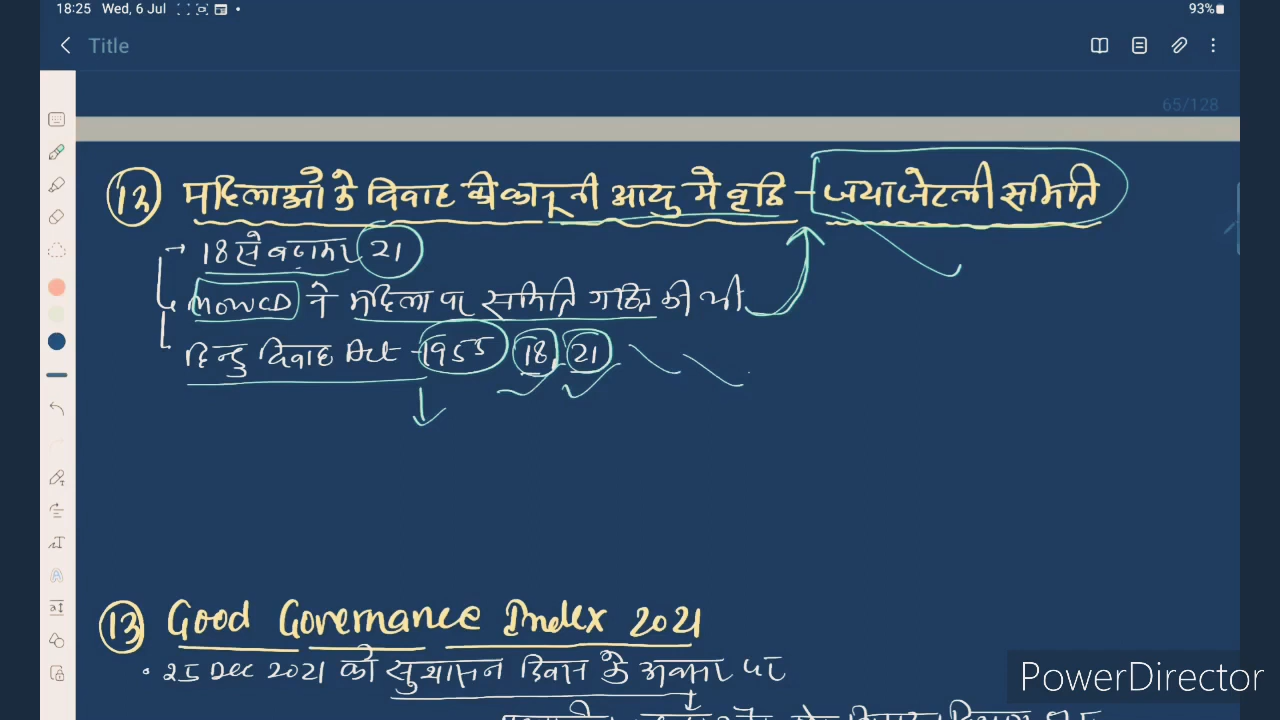 18:25 Wed, 6 Jul
93%
Title
65/128
(12) महिलाओ के विवाह की कानूनी आयु मे वृद्धि - जया जेटली समिति
→ 18 से बढाकर 21
MOWCD ने महिला पर समिति गठित की थी
हिन्दु विवाह Act - 1955 18, 21
(13) Good Governance Index 2021
• 25 Dec 2021 को सुशासन दिवस के अवसर पर
PowerDirector